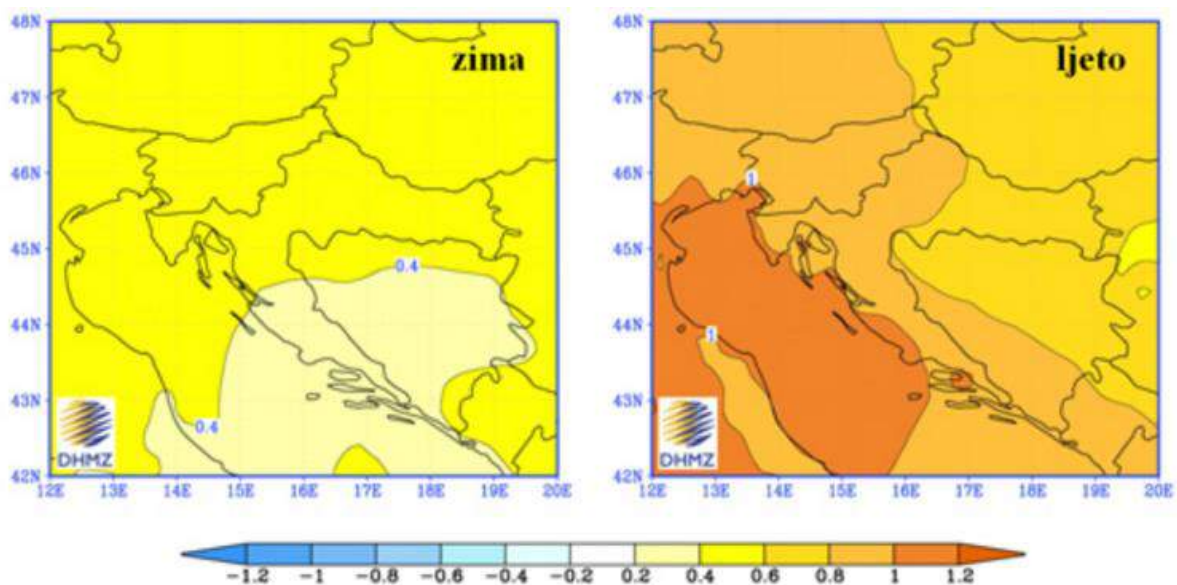 48N
47N
46N
45N
44N
43N
42N
12E 13E 14E 15E 16E 17E 18E 19E 20E
zima
0.4
0.4
DHMZ
48N
47N
46N
45N
44N
43N
42N
12E 13E 14E 15E 16E 17E 18E 19E 20E
ljeto
1
1
DHMZ
-1.2 -1 -0.8 -0.6 -0.4 -0.2 0.2 0.4 0.6 0.8 1 1.2